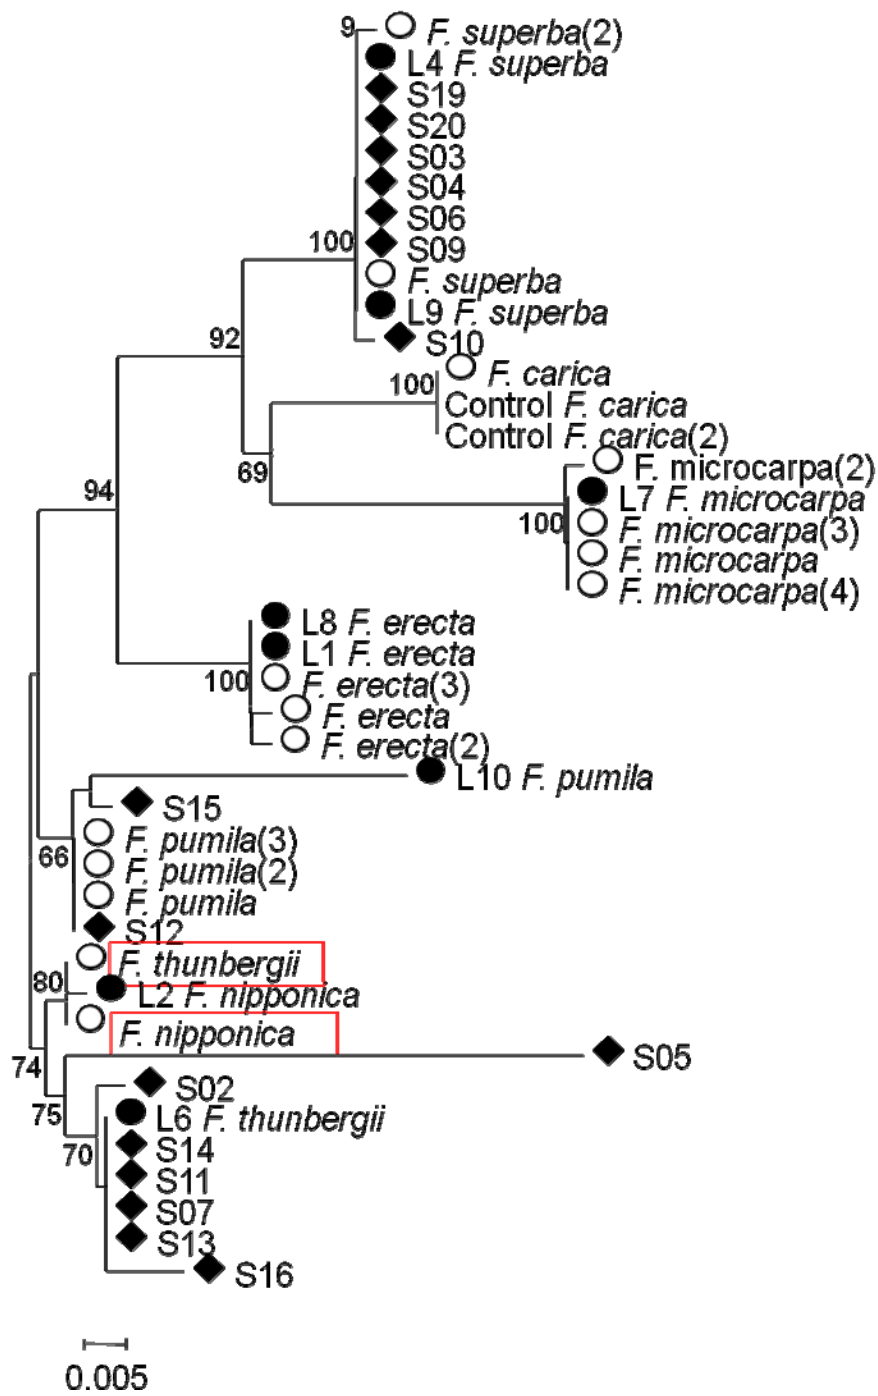 9
F. superba(2)
L4 F. superba
S19
S20
S03
S04
S06
S09
100
F. superba
L9 F. superba
S10
92
F. carica
100
Control F. carica
Control F. carica(2)
69
F. microcarpa(2)
L7 F. microcarpa
94
100
F. microcarpa(3)
F. microcarpa
F. microcarpa(4)
L8 F. erecta
L1 F. erecta
100
F. erecta(3)
F. erecta
F. erecta(2)
L10 F. pumila
S15
F. pumila(3)
66
F. pumila(2)
F. pumila
S12
F. thunbergii
80
L2 F. nipponica
F. nipponica
S05
74
S02
75
L6 F. thunbergii
70
S14
S11
S07
S13
S16
0.005